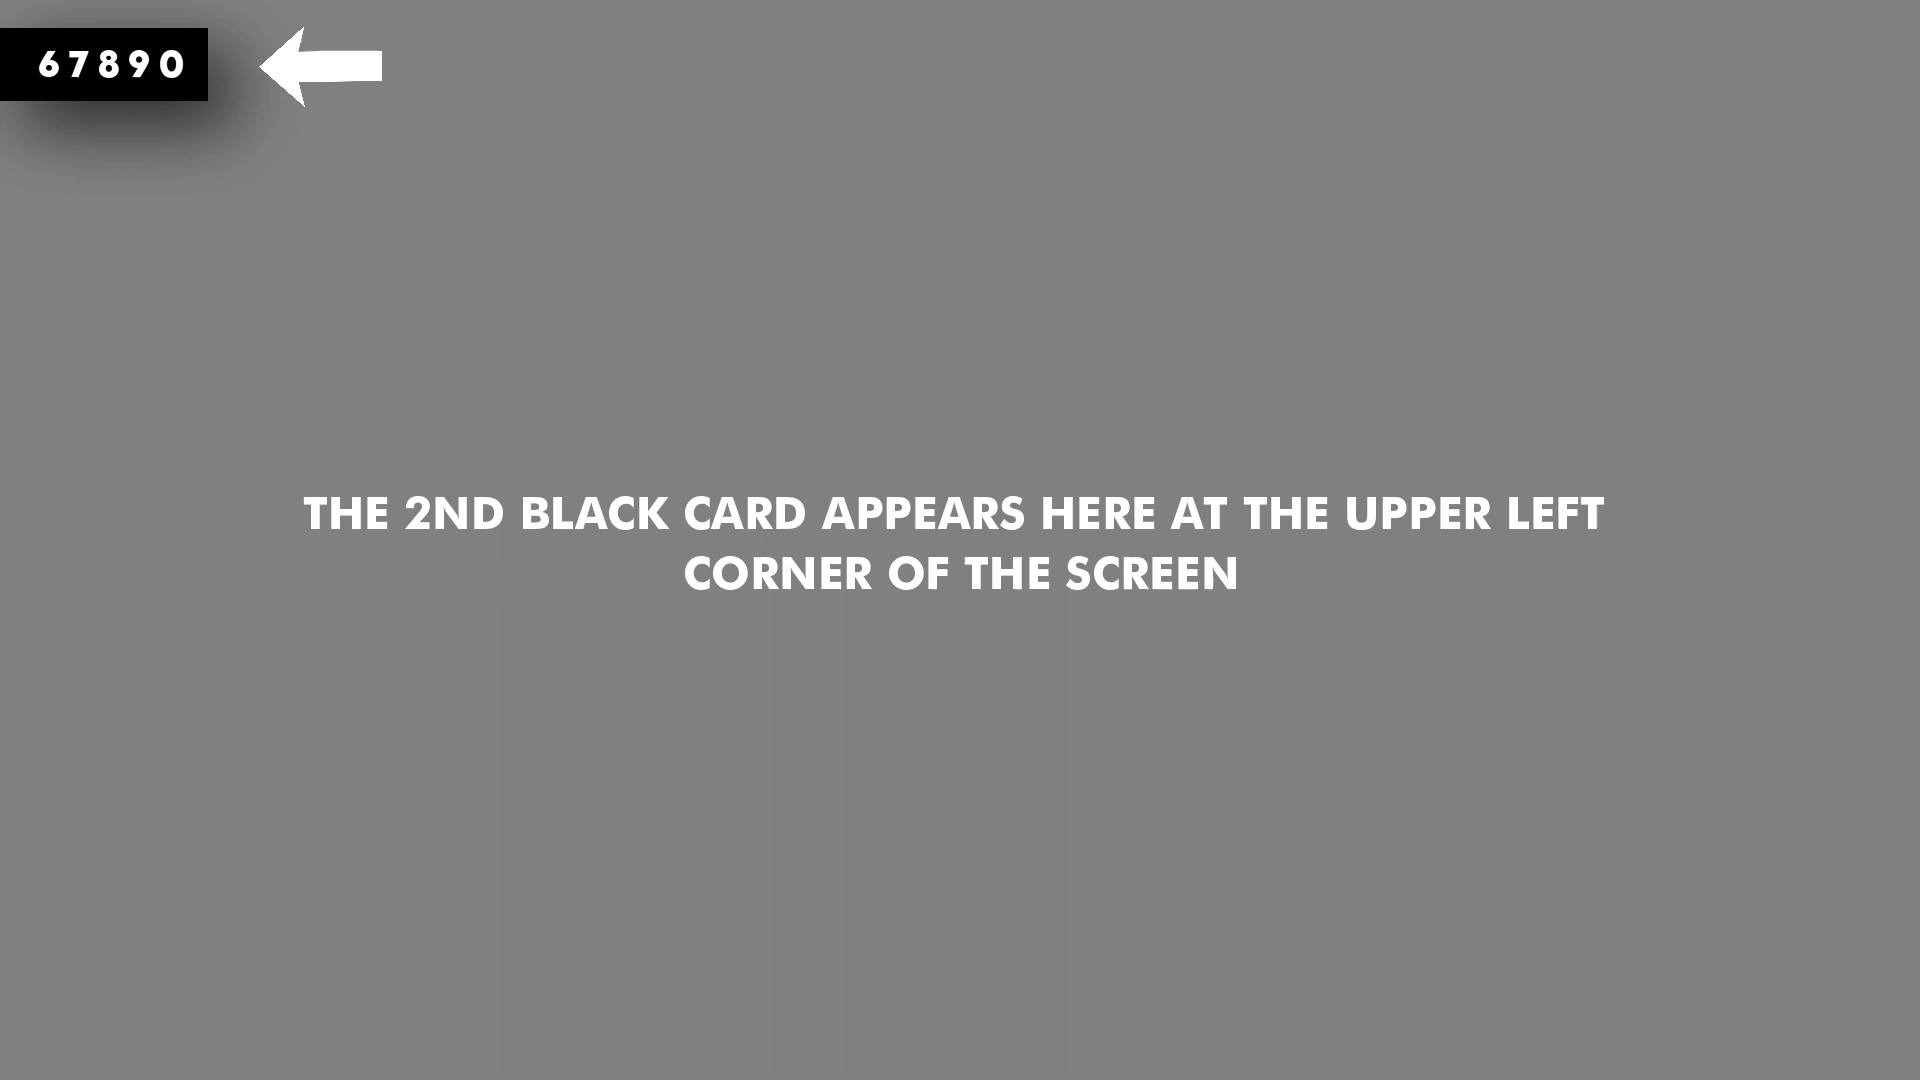 67890
THE 2ND BLACK CARD APPEARS HERE AT THE UPPER LEFT
CORNER OF THE SCREEN